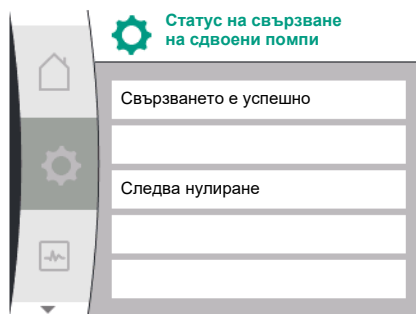 Статус на свързване
на сдвоени помпи
Свързването е успешно
Следва нулиране